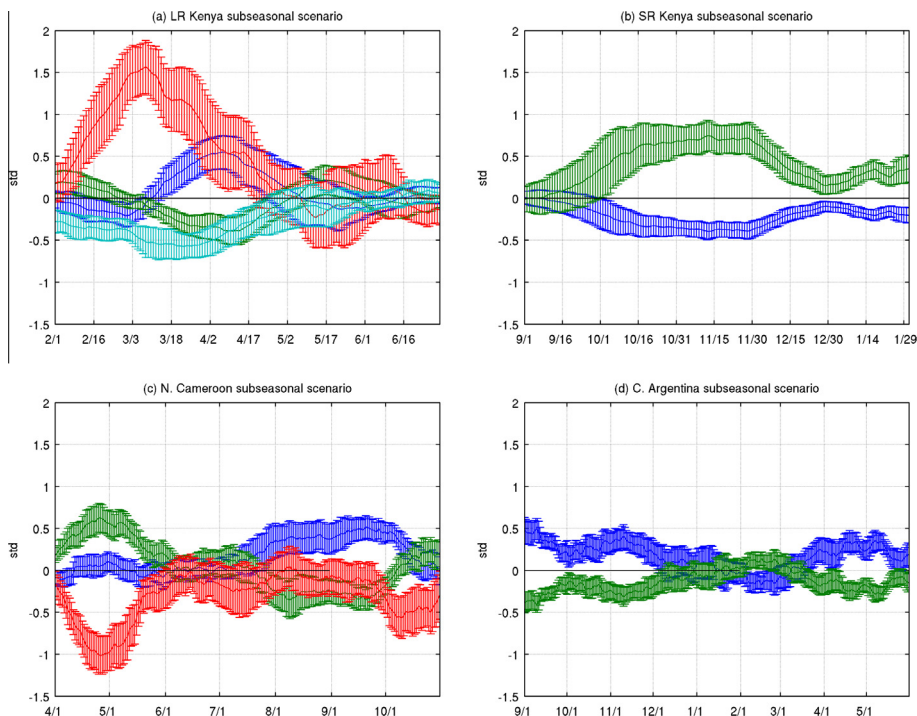 (a) LR Kenya subseasonal scenario
2
1.5
1
0.5
0
-0.5
-1
-1.5
std
2/1 2/16 3/3 3/18 4/2 4/17 5/2 5/17 6/1 6/16
(b) SR Kenya subseasonal scenario
2
1.5
1
0.5
0
-0.5
-1
-1.5
std
9/1 9/16 10/1 10/16 10/31 11/15 11/30 12/15 12/30 1/14 1/29
(c) N. Cameroon subseasonal scenario
2
1.5
1
0.5
0
-0.5
-1
-1.5
std
4/1 5/1 6/1 7/1 8/1 9/1 10/1
(d) C. Argentina subseasonal scenario
2
1.5
1
0.5
0
-0.5
-1
-1.5
std
9/1 10/1 11/1 12/1 1/1 2/1 3/1 4/1 5/1